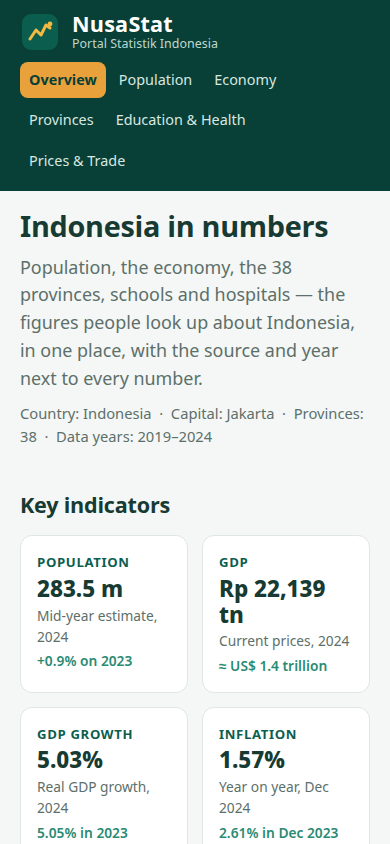 NusaStat
Portal Statistik Indonesia
Overview
Population
Economy
Provinces
Education & Health
Prices & Trade
Indonesia in numbers
Population, the economy, the 38
provinces, schools and hospitals — the
figures people look up about Indonesia,
in one place, with the source and year
next to every number.
Country: Indonesia · Capital: Jakarta · Provinces:
38 · Data years: 2019–2024
Key indicators
POPULATION
283.5 m
Mid-year estimate,
2024
+0.9% on 2023
GDP
Rp 22,139
tn
Current prices, 2024
≈ US$ 1.4 trillion
GDP GROWTH
5.03%
Real GDP growth,
2024
5.05% in 2023
INFLATION
1.57%
Year on year, Dec
2024
2.61% in Dec 2023